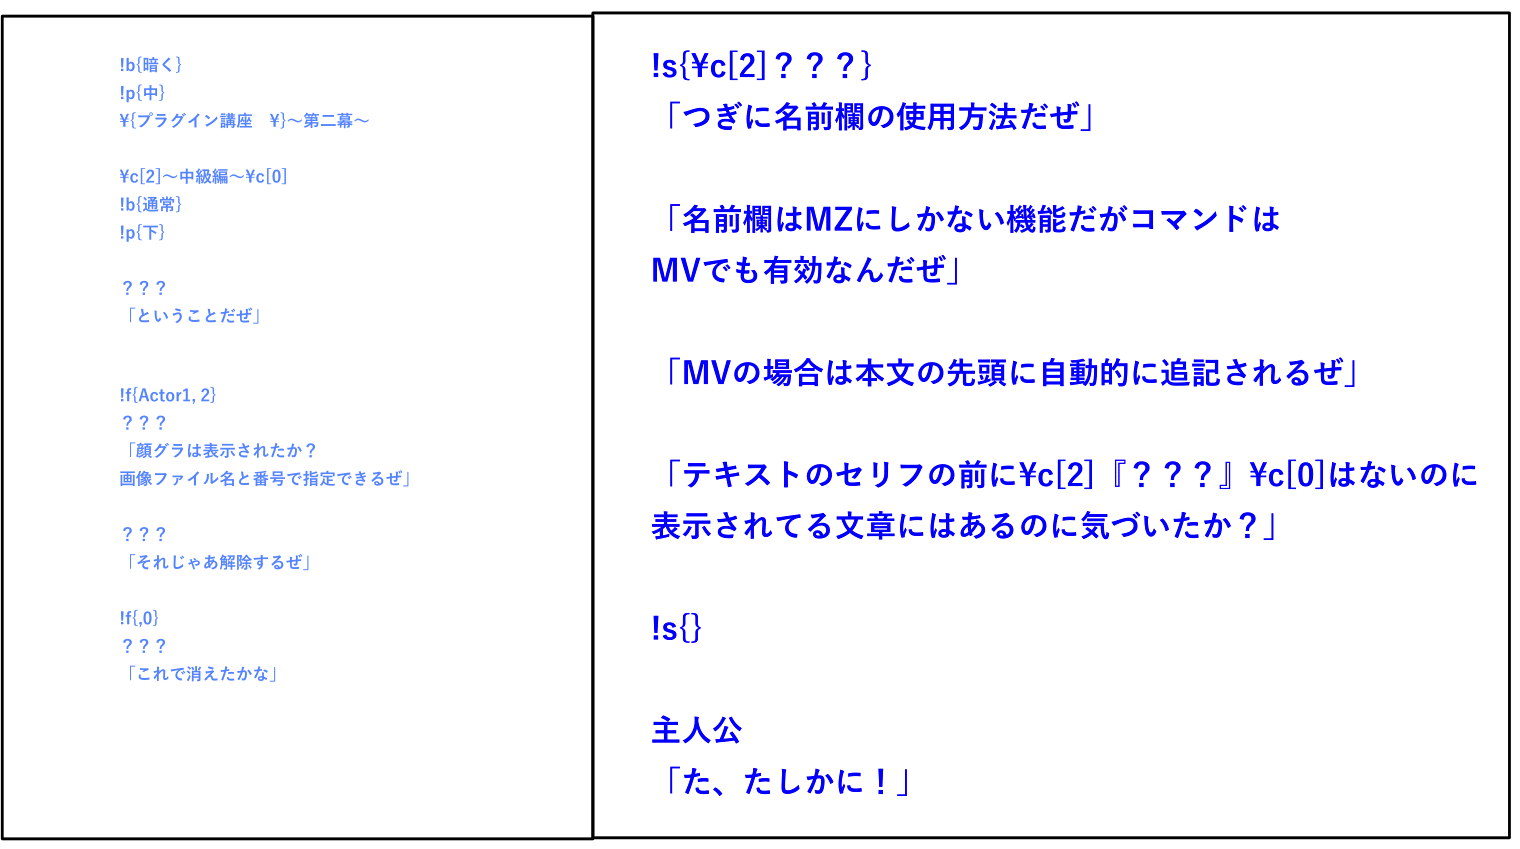 !b{暗く}
!p{中}
¥{プラグイン講座　¥}～第二幕～
¥c[2]～中級編～¥c[0]
!b{通常}
!p{下}
？？？
「ということだぜ」
!f{Actor1, 2}
？？？
「顔グラは表示されたか？
画像ファイル名と番号で指定できるぜ」
？？？
「それじゃあ解除するぜ」
!f{,0}
？？？
「これで消えたかな」
!s{¥c[2]？？？}
「つぎに名前欄の使用方法だぜ」
「名前欄はMZにしかない機能だがコマンドは
MVでも有効なんだぜ」
「MVの場合は本文の先頭に自動的に追記されるぜ」
「テキストのセリフの前に¥c[2]『？？？』¥c[0]はないのに
表示されてる文章にはあるのに気づいたか？」
!s{}
主人公
「た、たしかに！」